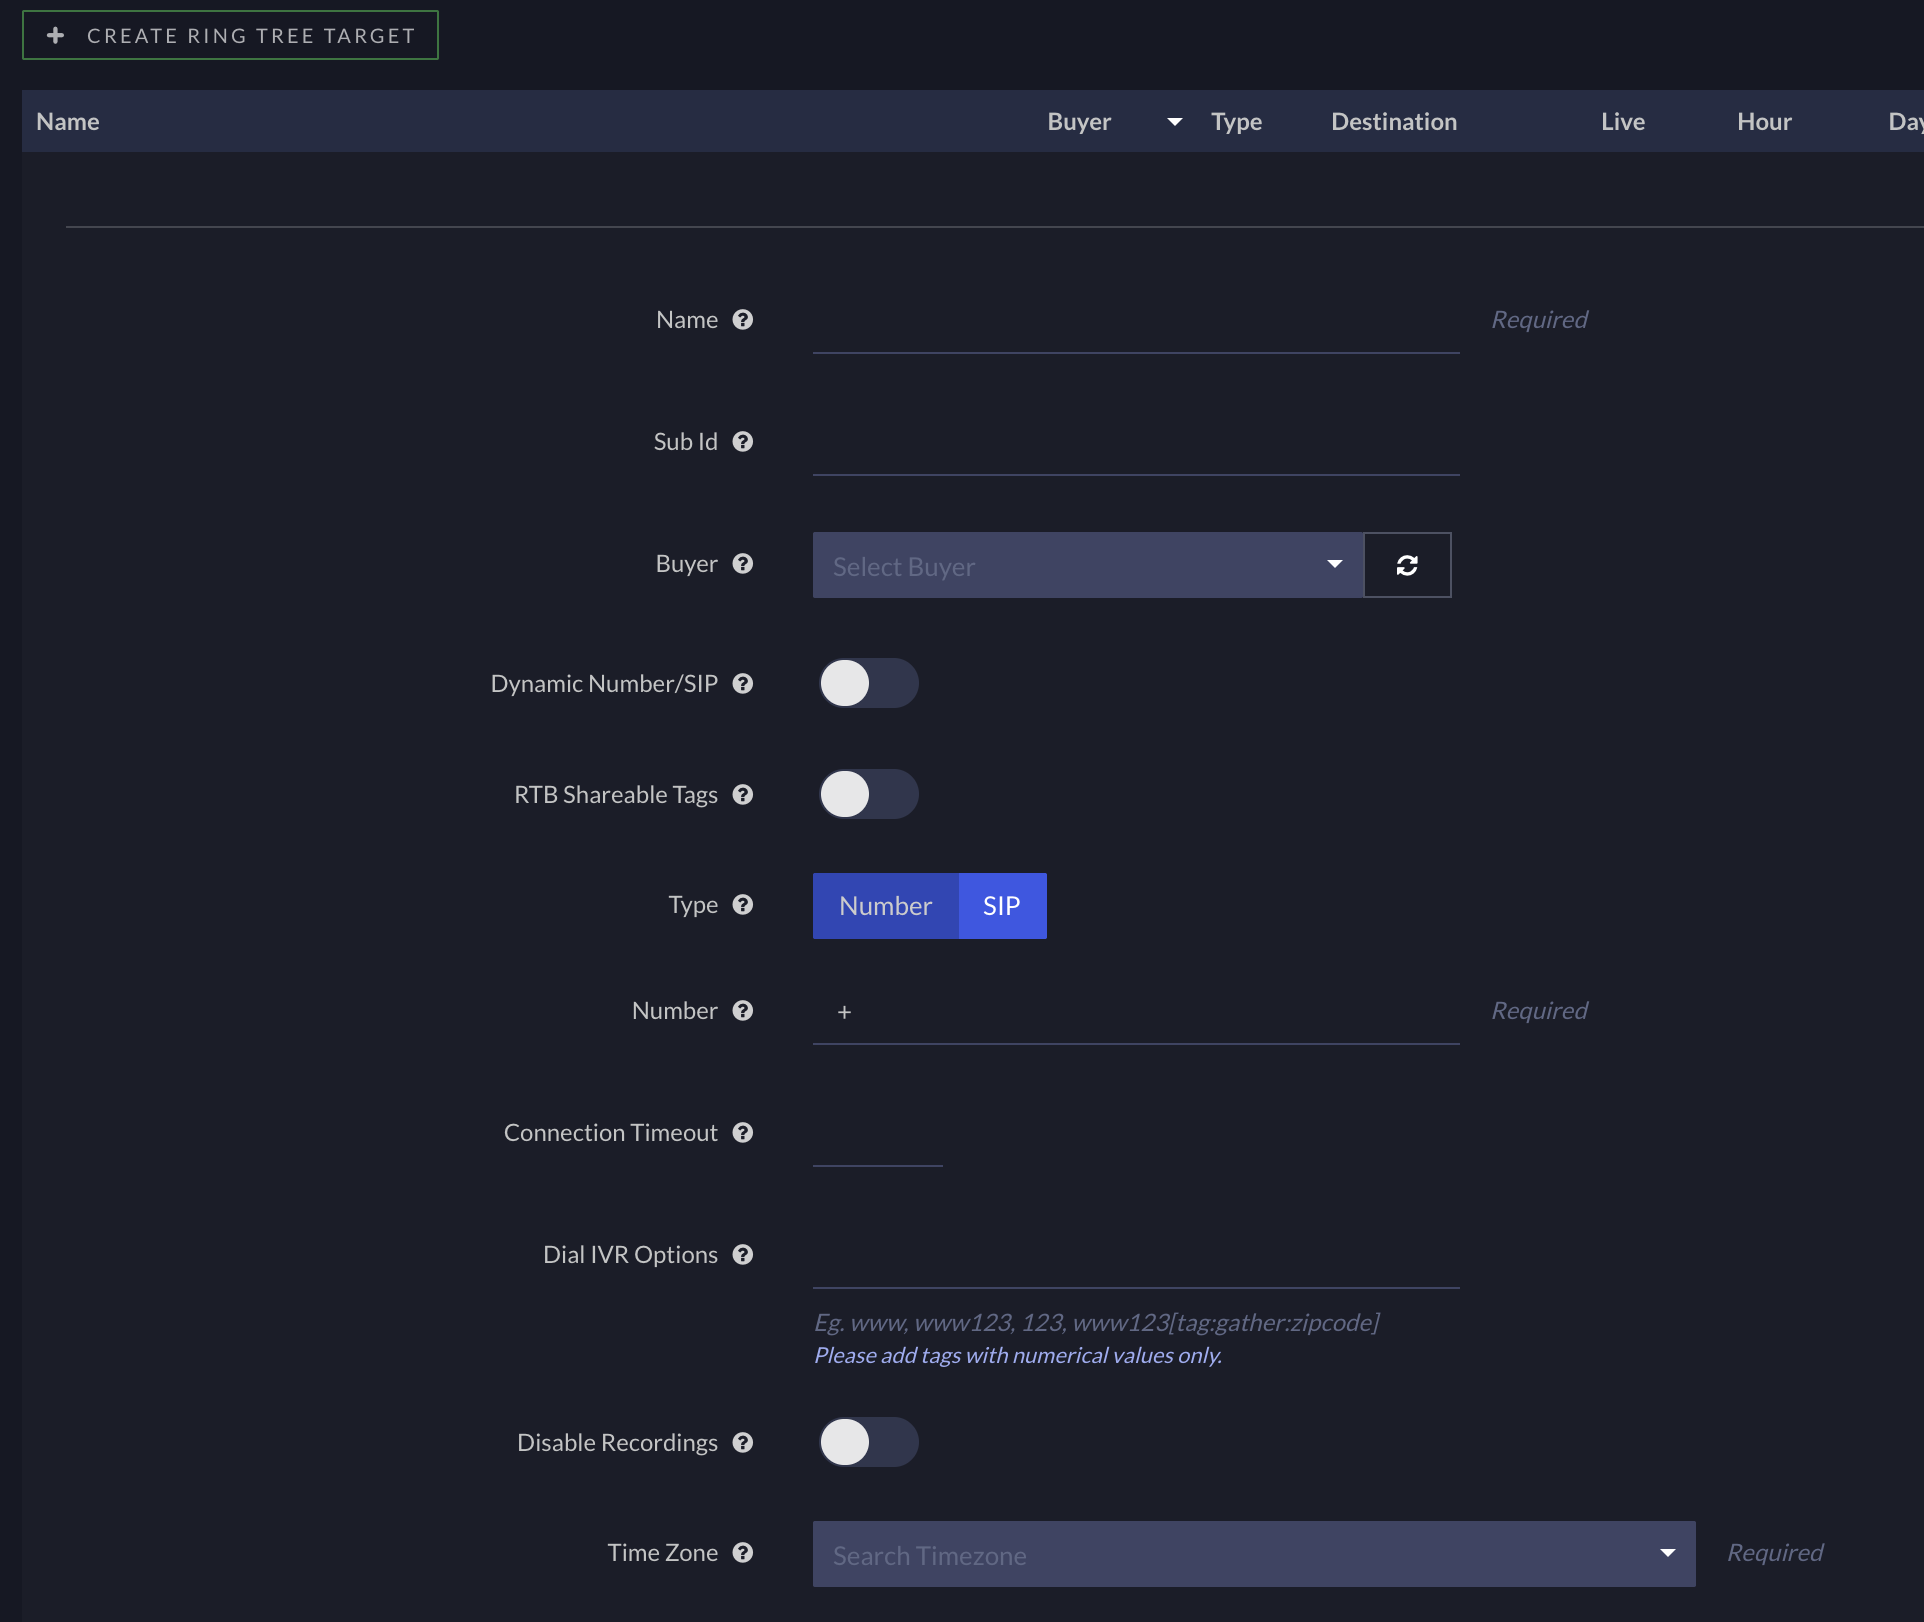 CREATE RING TREE TARGET
Name Buyer Type Destination Live Hour Day
Name Required
Sub Id
Buyer Select Buyer
Dynamic Number/SIP
RTB Shareable Tags
Type Number SIP
Number + Required
Connection Timeout
Dial IVR Options
Eg. www, www123, 123, www123[tag:gather:zipcode]
Please add tags with numerical values only.
Disable Recordings
Time Zone Search Timezone Required